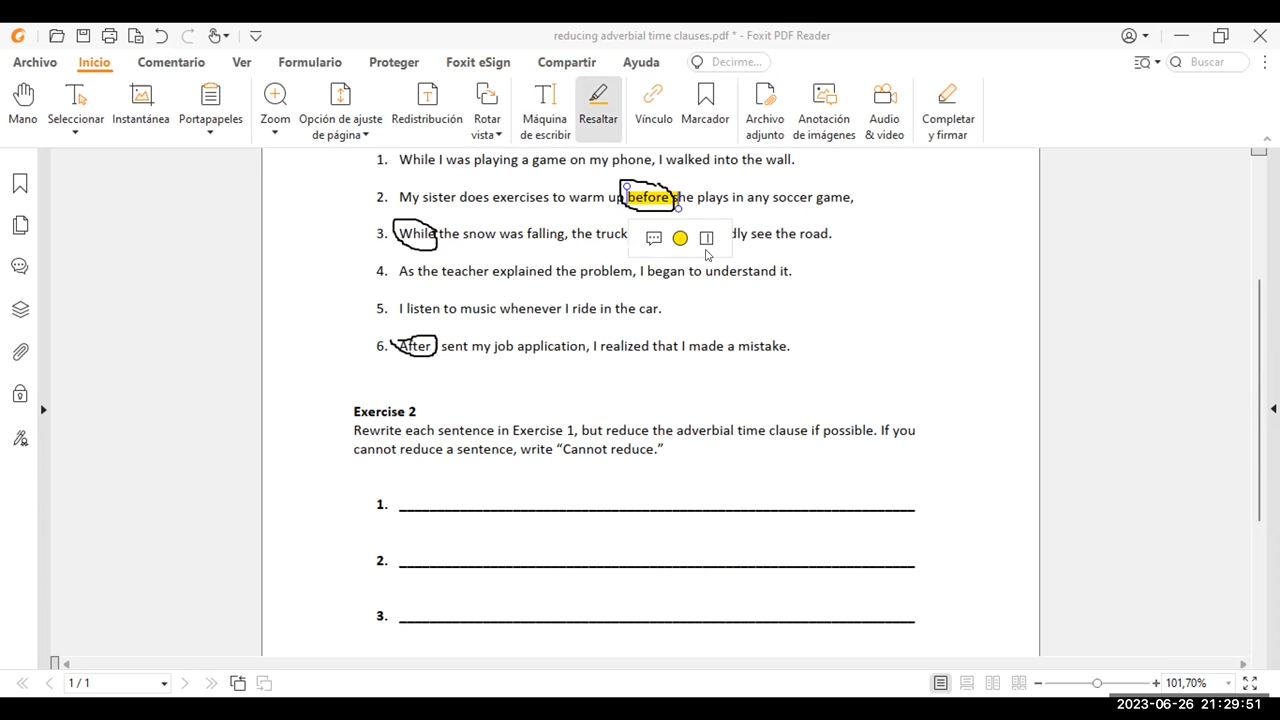 reducing adverbial time clauses.pdf * - Foxit PDF Reader
Archivo Inicio Comentario Ver Formulario Proteger Foxit eSign Compartir Ayuda Decirme... Buscar
Mano Seleccionar Instantánea Portapapeles Zoom Opción de ajuste de página Redistribución Rotar vista Máquina de escribir Resaltar Vínculo Marcador Archivo adjunto Anotación de imágenes Audio & video Completar y firmar
1. While I was playing a game on my phone, I walked into the wall.
2. My sister does exercises to warm up before she plays in any soccer game,
3. While the snow was falling, the truck dly see the road.
4. As the teacher explained the problem, I began to understand it.
5. I listen to music whenever I ride in the car.
6. After sent my job application, I realized that I made a mistake.
Exercise 2
Rewrite each sentence in Exercise 1, but reduce the adverbial time clause if possible. If you
cannot reduce a sentence, write “Cannot reduce.”
1. ____________________
2. ____________________
3. ____________________
1 / 1 101,70%
2023-06-26 21:29:51